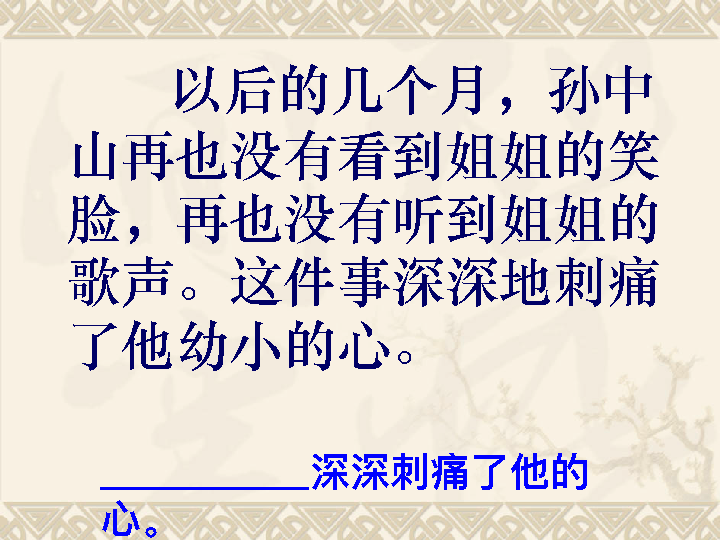 以后的几个月，孙中
山再也没有看到姐姐的笑
脸，再也没有听到姐姐的
歌声。这件事深深地刺痛
了他幼小的心。
__________深深刺痛了他的
心。